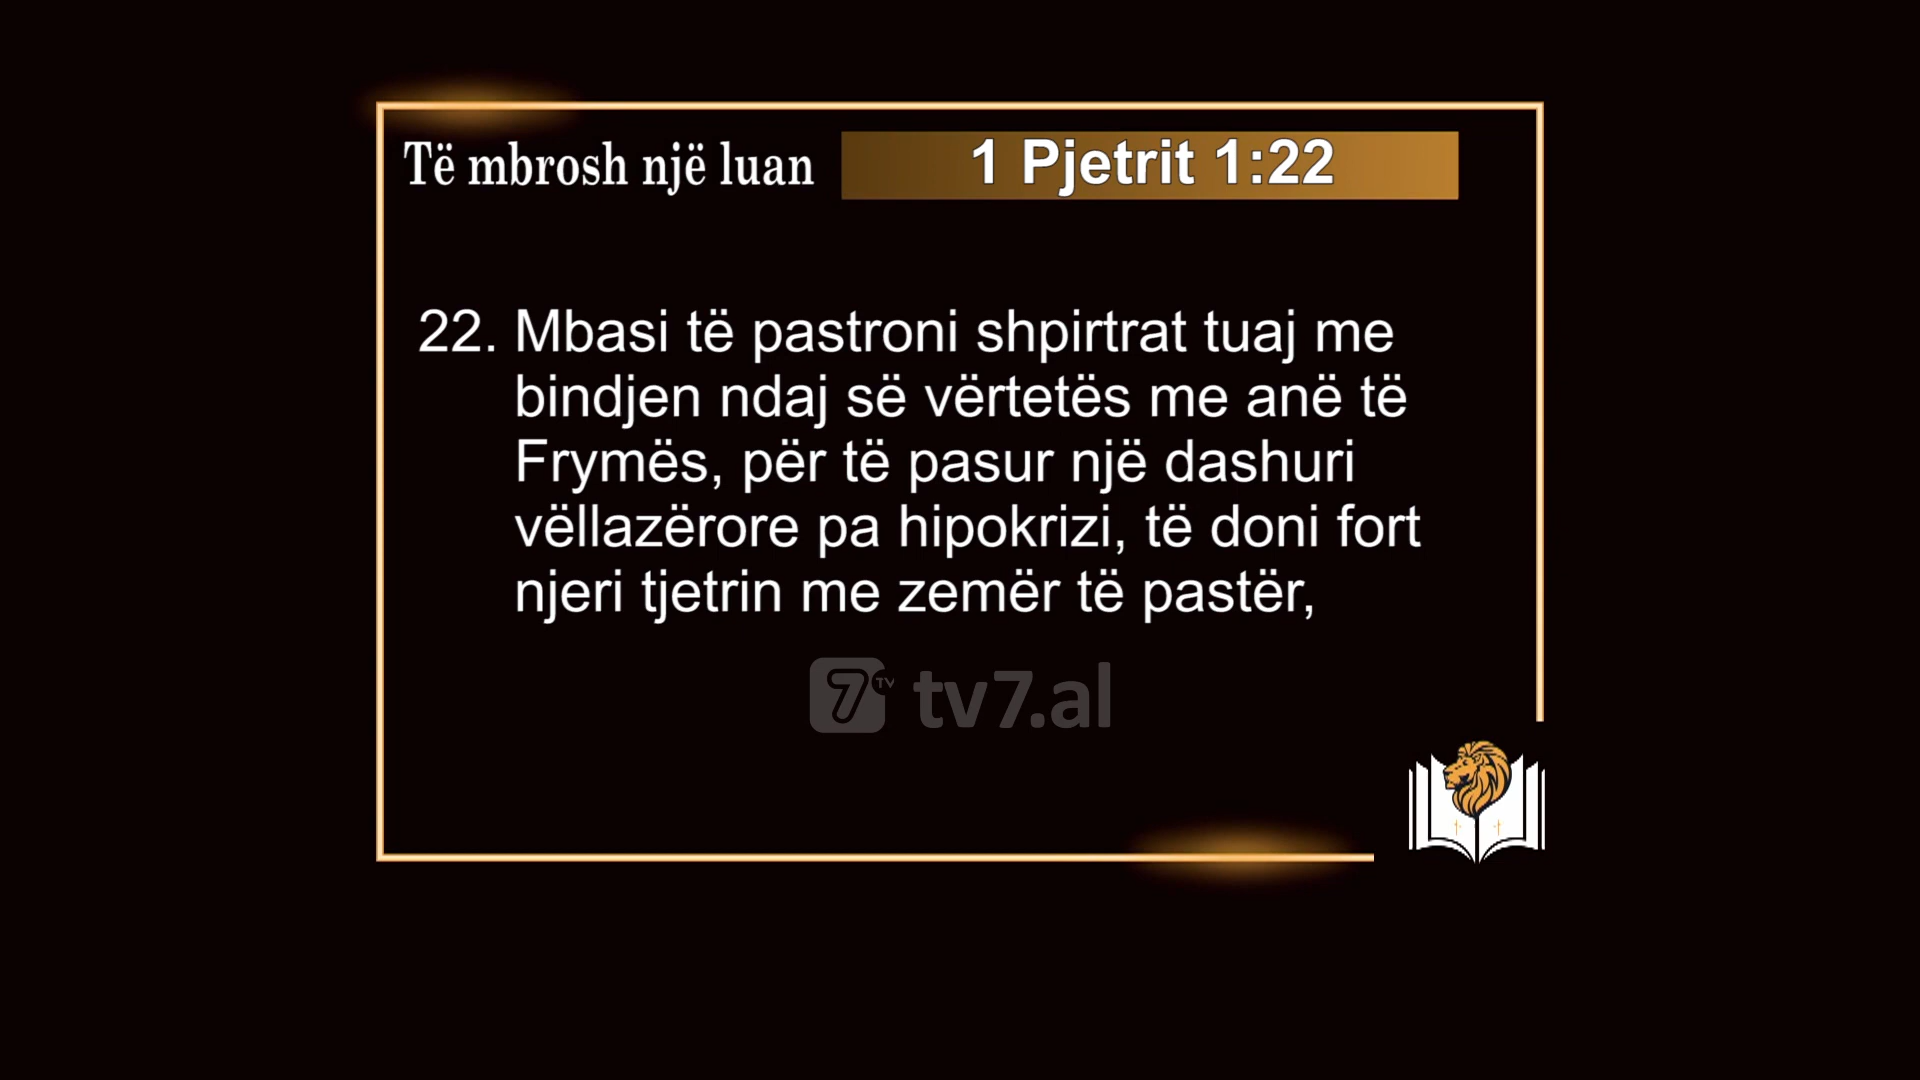 Të mbrosh një luan
1 Pjetrit 1:22
22. Mbasi të pastroni shpirtrat tuaj me
bindjen ndaj së vërtetës me anë të
Frymës, për të pasur një dashuri
vëllazërore pa hipokrizi, të doni fort
njeri tjetrin me zemër të pastër,
7 TV tv7.al